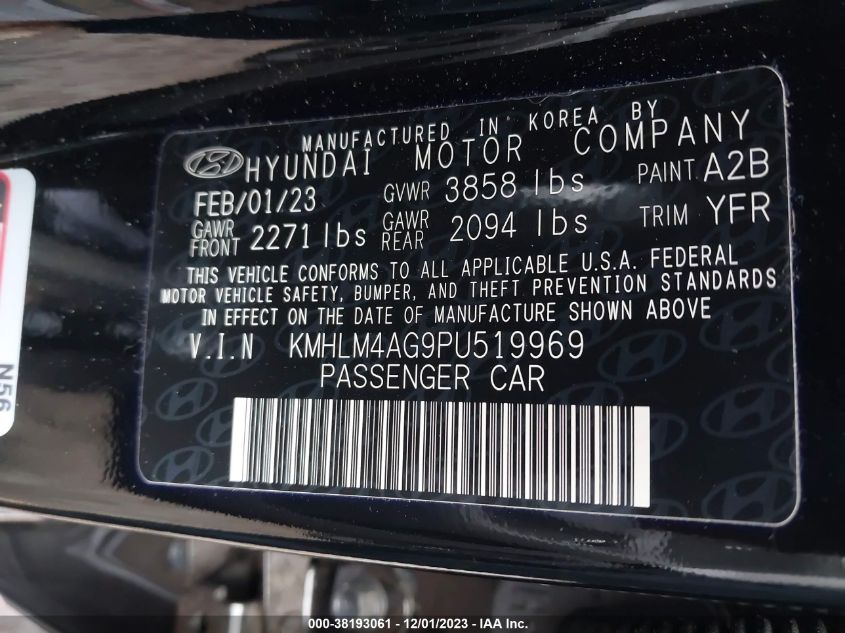 MANUFACTURED IN KOREA BY
HYUNDAI MOTOR COMPANY
FEB/01/23 GVWR 3858 lbs PAINT A2B
GAWR FRONT 2271 lbs GAWR REAR 2094 lbs TRIM YFR
THIS VEHICLE CONFORMS TO ALL APPLICABLE U.S.A. FEDERAL
MOTOR VEHICLE SAFETY, BUMPER, AND THEFT PREVENTION STANDARDS
IN EFFECT ON THE DATE OF MANUFACTURE SHOWN ABOVE
V.I.N KMHLM4AG9PU519969
PASSENGER CAR
N56
000-38193061 - 12/01/2023 - IAA Inc.